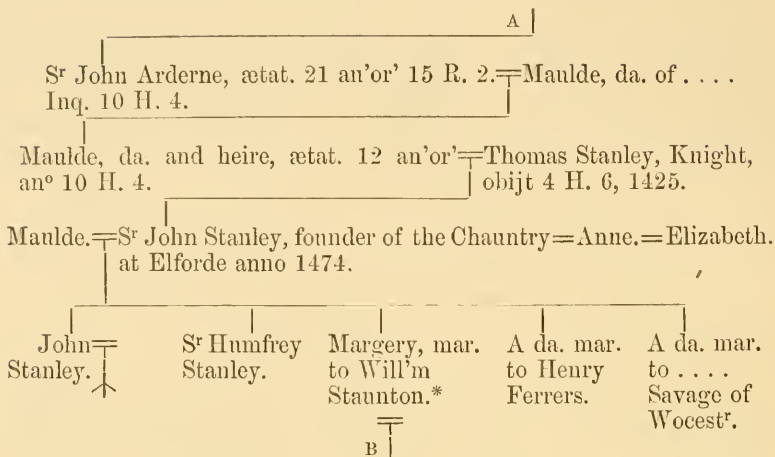 A
Sʳ John Arderne, ætat. 21 an'or' 15 R. 2.=Maulde, da. of . . . .
Inq. 10 H. 4.
Maulde, da. and heire, ætat. 12 an'or'=Thomas Stanley, Knight,
anᵒ 10 H. 4. obijt 4 H. 6, 1425.
Maulde.=Sʳ John Stanley, founder of the Chauntry=Anne.=Elizabeth.
at Elforde anno 1474.
John= Sʳ Humfrey Margery, mar. A da. mar. A da. mar.
Stanley. Stanley. to Will'm to Henry to . . . .
Staunton.* Ferrers. Savage of
Wocestʳ.
B